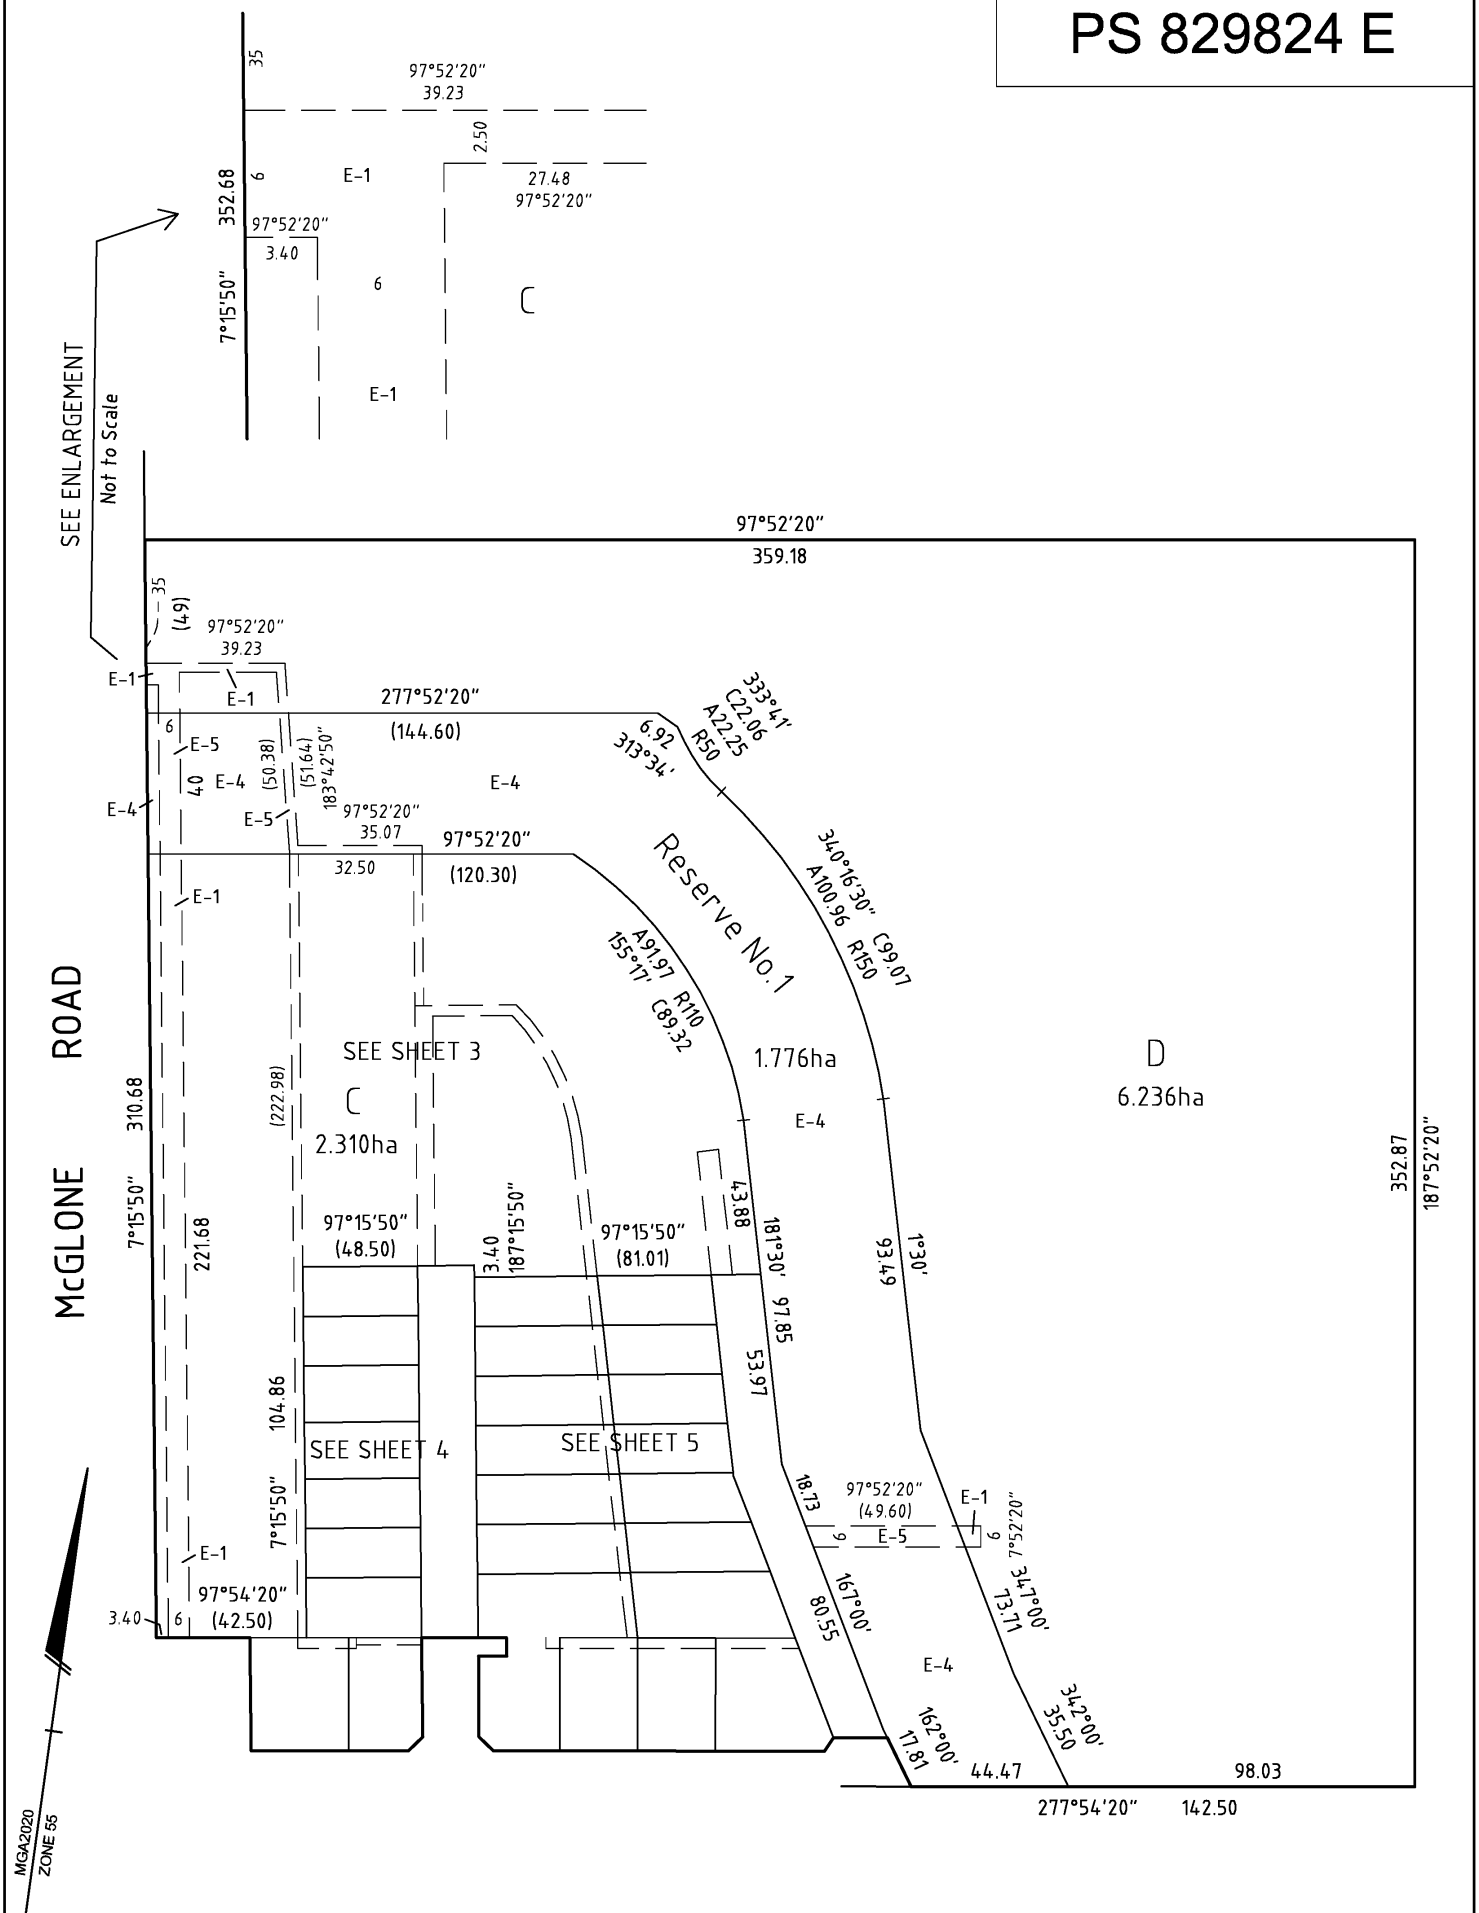 PS 829824 E
35
97°52'20"
39.23
2.50
6
E-1
27.48
97°52'20"
352.68
97°52'20"
3.40
6
C
7°15'50"
E-1
SEE ENLARGEMENT
Not to Scale
97°52'20"
359.18
35
(49)
97°52'20"
39.23
E-1
E-1
277°52'20"
(144.60)
6.92
313°34'
333°41'
C22.06
A22.25
R50
6
E-5
40
E-4
(50.38)
(51.64)
183°42'50"
E-4
E-4
E-5
97°52'20"
35.07
97°52'20"
32.50
(120.30)
Reserve No.1
340°16'30" C99.07
A100.96 R150
E-1
A91.97 R110
155°17' C89.32
McGLONE ROAD
SEE SHEET 3
C
2.310ha
(222.98)
1.776ha
E-4
D
6.236ha
310.68
7°15'50"
352.87
187°52'20"
221.68
97°15'50"
(48.50)
3.40
187°15'50"
97°15'50"
(81.01)
43.88
181°30' 97.85
53.97
1°30'
93.49
104.86
7°15'50"
SEE SHEET 4
SEE SHEET 5
18.73
97°52'20"
(49.60)
E-1
6
E-5
6
7°52'20"
E-1
97°54'20"
(42.50)
3.40
6
167°00'
80.55
347°00'
73.71
E-4
162°00'
17.81
342°00'
35.50
44.47
98.03
277°54'20" 142.50
MGA2020
ZONE 55